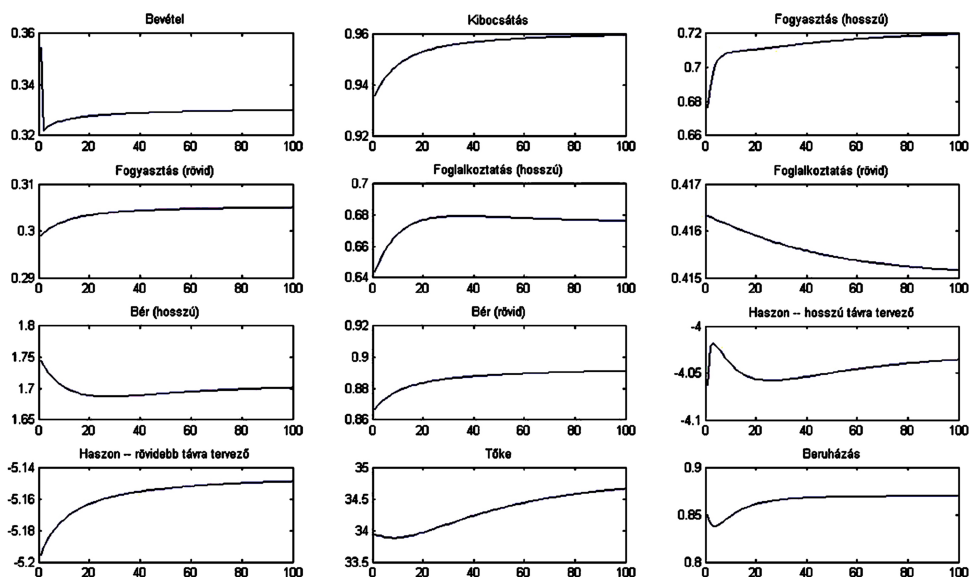 Bevétel
0.36
0.34
0.32
0 20 40 60 80 100
Kibocsátás
0.96
0.94
0.92
0 20 40 60 80 100
Fogyasztás (hosszú)
0.72
0.7
0.68
0.66
0 20 40 60 80 100
Fogyasztás (rövid)
0.31
0.3
0.29
0 20 40 60 80 100
Foglalkoztatás (hosszú)
0.7
0.68
0.66
0.64
0 20 40 60 80 100
Foglalkoztatás (rövid)
0.417
0.416
0.415
0 20 40 60 80 100
Bér (hosszú)
1.8
1.75
1.7
1.65
0 20 40 60 80 100
Bér (rövid)
0.92
0.9
0.88
0.86
0 20 40 60 80 100
Haszon -- hosszú távra tervező
-4
-4.05
-4.1
0 20 40 60 80 100
Haszon -- rövidebb távra tervező
-5.14
-5.16
-5.18
-5.2
0 20 40 60 80 100
Tőke
35
34.5
34
33.5
0 20 40 60 80 100
Beruházás
0.9
0.85
0.8
0 20 40 60 80 100